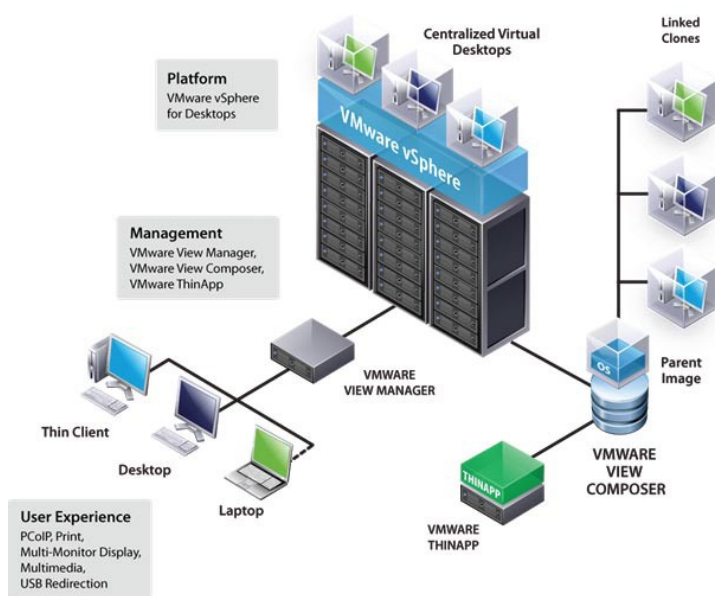 Centralized Virtual
Desktops
Linked
Clones
Platform
VMware vSphere
for Desktops
VMware vSphere
Management
VMware View Manager,
VMware View Composer,
VMware ThinApp
VMWARE
VIEW MANAGER
OS
Parent
Image
Thin Client
Desktop
Laptop
VMWARE
VIEW
COMPOSER
THINAPP
VMWARE
THINAPP
User Experience
PCoIP, Print,
Multi-Monitor Display,
Multimedia,
USB Redirection